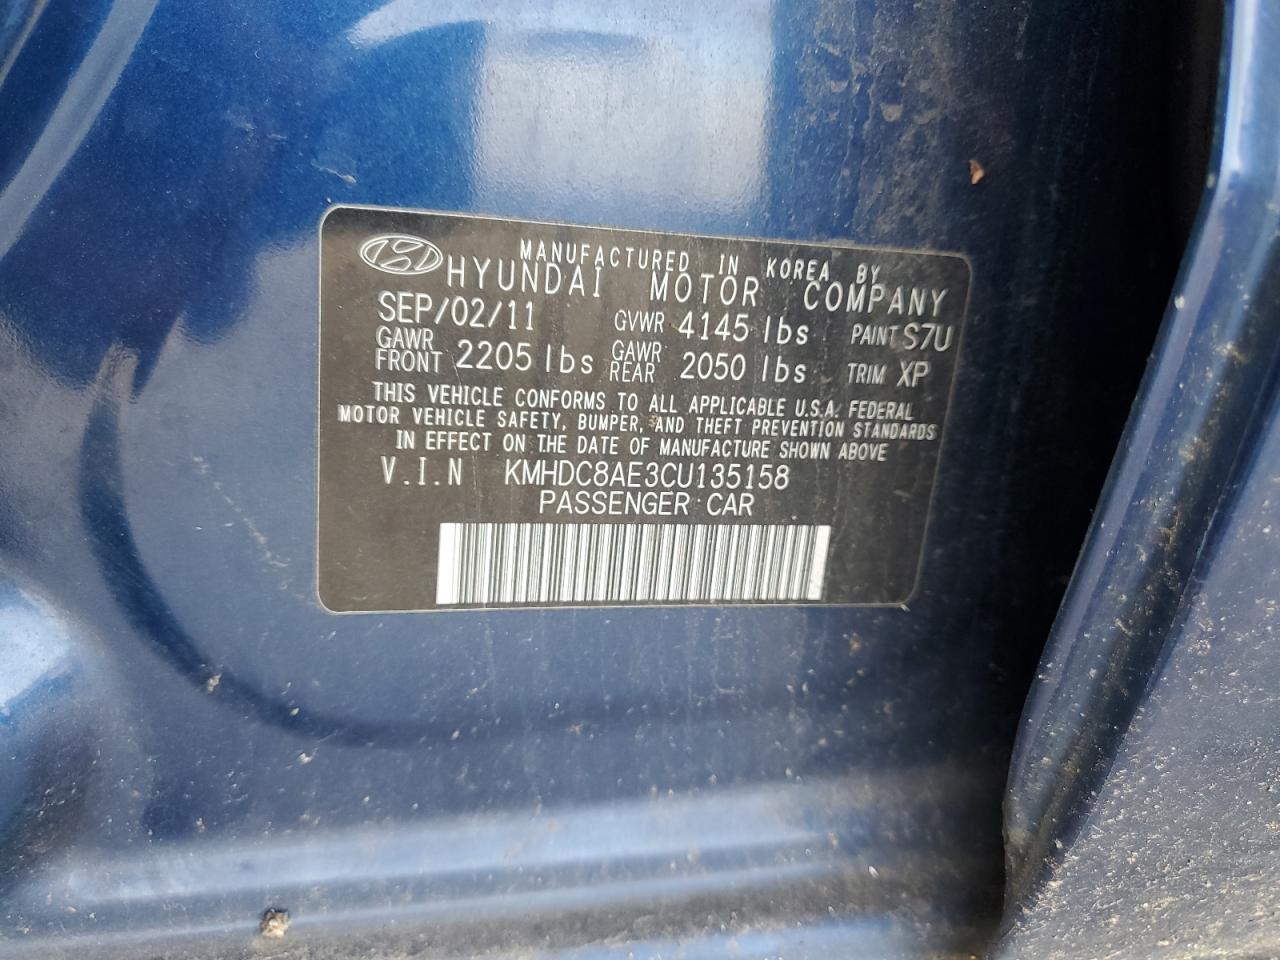 MANUFACTURED IN KOREA BY
HYUNDAI MOTOR COMPANY
SEP/02/11 GVWR 4145 lbs PAINT S7U
GAWR FRONT 2205 lbs GAWR REAR 2050 lbs TRIM XP
THIS VEHICLE CONFORMS TO ALL APPLICABLE U.S.A. FEDERAL
MOTOR VEHICLE SAFETY, BUMPER, AND THEFT PREVENTION STANDARDS
IN EFFECT ON THE DATE OF MANUFACTURE SHOWN ABOVE
V.I.N KMHDC8AE3CU135158
PASSENGER CAR